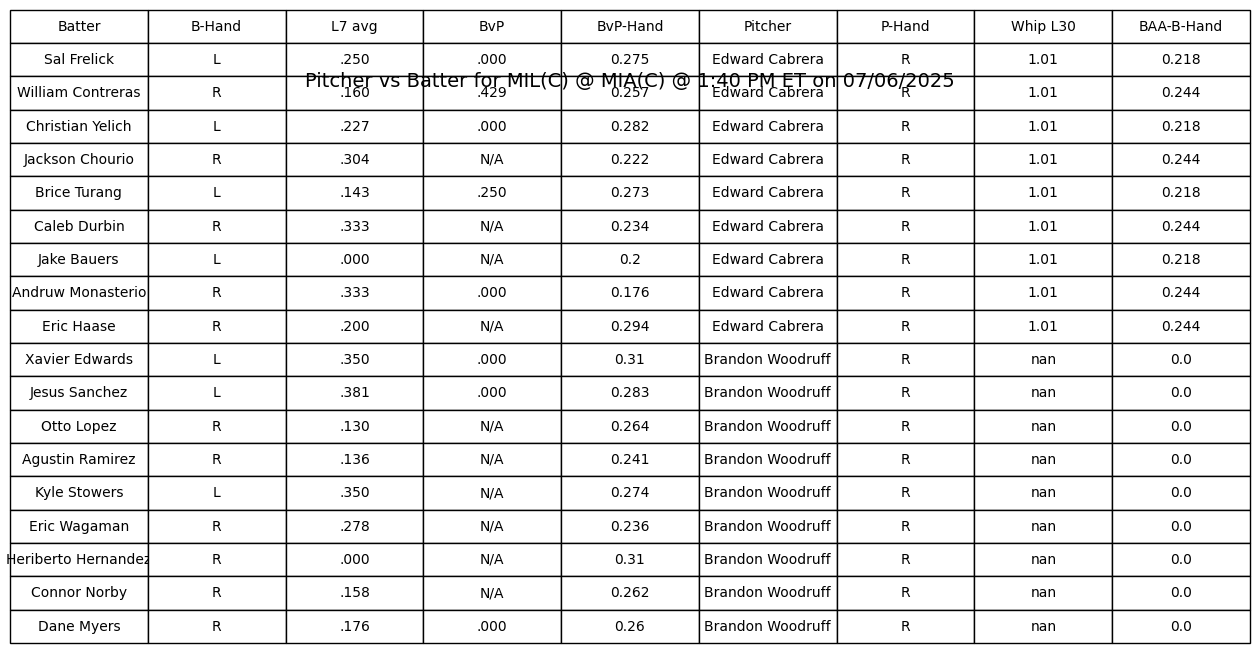 Batter B-Hand L7 avg BvP BvP-Hand Pitcher P-Hand Whip L30 BAA-B-Hand
Sal Frelick L .250 .000 0.275 Edward Cabrera R 1.01 0.218
Pitcher vs Batter for MIL(C) @ MIA(C) @ 1:40 PM ET on 07/06/2025
William Contreras R .160 .429 0.257 Edward Cabrera R 1.01 0.244
Christian Yelich L .227 .000 0.282 Edward Cabrera R 1.01 0.218
Jackson Chourio R .304 N/A 0.222 Edward Cabrera R 1.01 0.244
Brice Turang L .143 .250 0.273 Edward Cabrera R 1.01 0.218
Caleb Durbin R .333 N/A 0.234 Edward Cabrera R 1.01 0.244
Jake Bauers L .000 N/A 0.2 Edward Cabrera R 1.01 0.218
Andruw Monasterio R .333 .000 0.176 Edward Cabrera R 1.01 0.244
Eric Haase R .200 N/A 0.294 Edward Cabrera R 1.01 0.244
Xavier Edwards L .350 .000 0.31 Brandon Woodruff R nan 0.0
Jesus Sanchez L .381 .000 0.283 Brandon Woodruff R nan 0.0
Otto Lopez R .130 N/A 0.264 Brandon Woodruff R nan 0.0
Agustin Ramirez R .136 N/A 0.241 Brandon Woodruff R nan 0.0
Kyle Stowers L .350 N/A 0.274 Brandon Woodruff R nan 0.0
Eric Wagaman R .278 N/A 0.236 Brandon Woodruff R nan 0.0
Heriberto Hernandez R .000 N/A 0.31 Brandon Woodruff R nan 0.0
Connor Norby R .158 N/A 0.262 Brandon Woodruff R nan 0.0
Dane Myers R .176 .000 0.26 Brandon Woodruff R nan 0.0